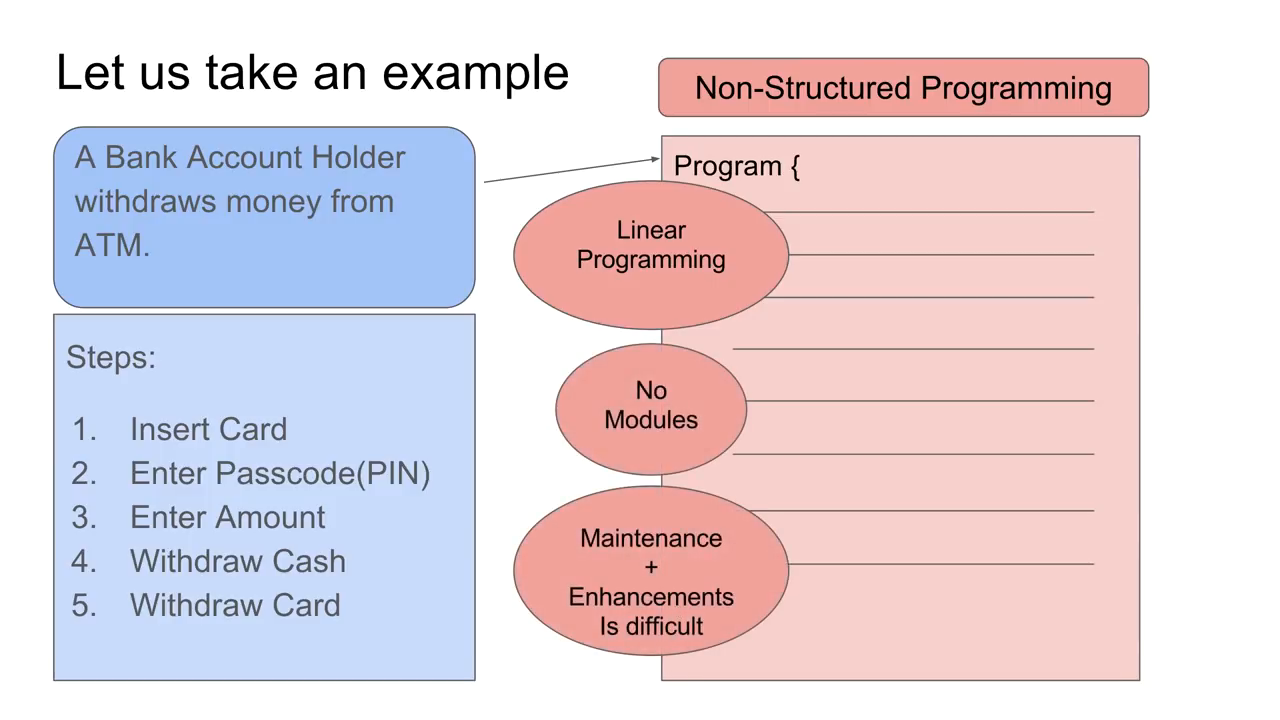 Let us take an example
Non-Structured Programming
A Bank Account Holder
withdraws money from
ATM.
Steps:
1. Insert Card
2. Enter Passcode(PIN)
3. Enter Amount
4. Withdraw Cash
5. Withdraw Card
Program {
Linear
Programming
No
Modules
Maintenance
+
Enhancements
Is difficult